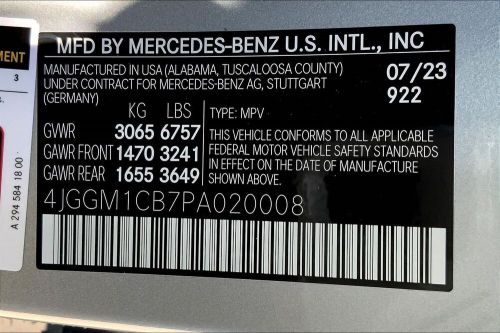 MFD BY MERCEDES-BENZ U.S. INTL., INC
MANUFACTURED IN USA (ALABAMA, TUSCALOOSA COUNTY)
UNDER CONTRACT FOR MERCEDES-BENZ AG, STUTTGART
(GERMANY)
07/23
922
KG LBS
GVWR 3065 6757
GAWR FRONT 1470 3241
GAWR REAR 1655 3649
TYPE: MPV
THIS VEHICLE CONFORMS TO ALL APPLICABLE
FEDERAL MOTOR VEHICLE SAFETY STANDARDS
IN EFFECT ON THE DATE OF MANUFACTURE
SHOWN ABOVE
4JGGM1CB7PA020008
EMENT
3
A 294 584 18 00